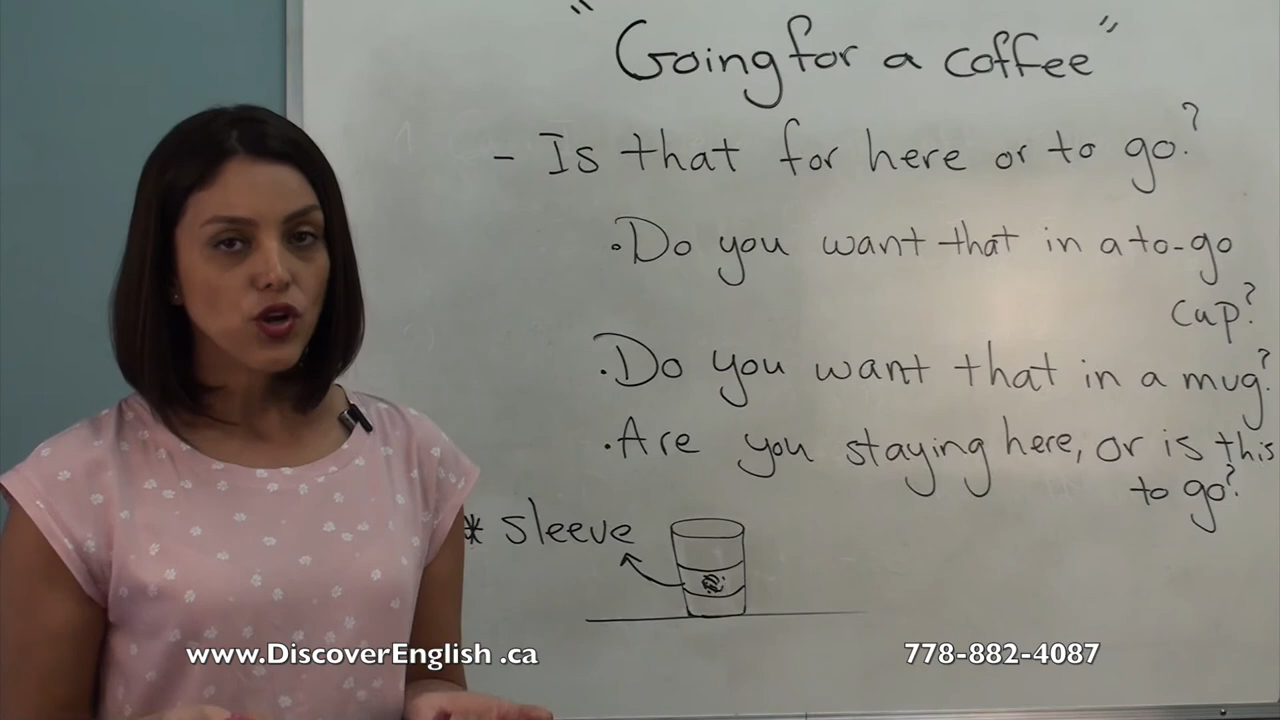 "Going for a coffee"
- Is that for here or to go?
• Do you want that in a to-go
cup?
• Do you want that in a mug?
• Are you staying here, or is this
to go?
* sleeve
www.DiscoverEnglish .ca
778-882-4087